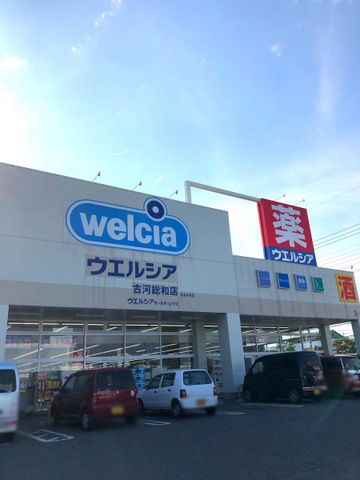 welcia
ウエルシア
古河総和店
ウエルシアホールディングス
薬
ウエルシア
酒